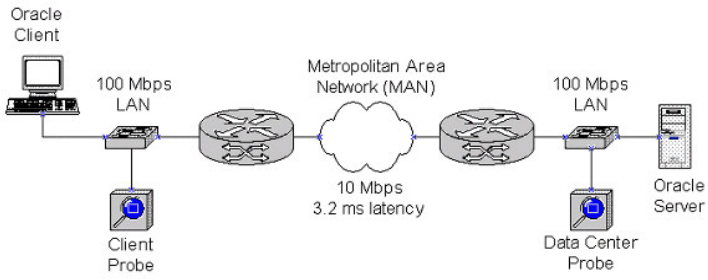 Oracle
Client
100 Mbps
LAN
Metropolitan Area
Network (MAN)
10 Mbps
3.2 ms latency
100 Mbps
LAN
Oracle
Server
Client
Probe
Data Center
Probe